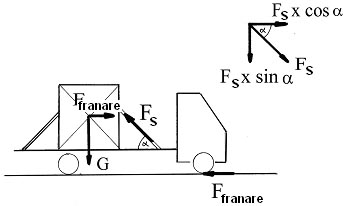 F_s x cos α
α
F_s x sin α
F_s
F_franare
F_s
α
G
F_franare